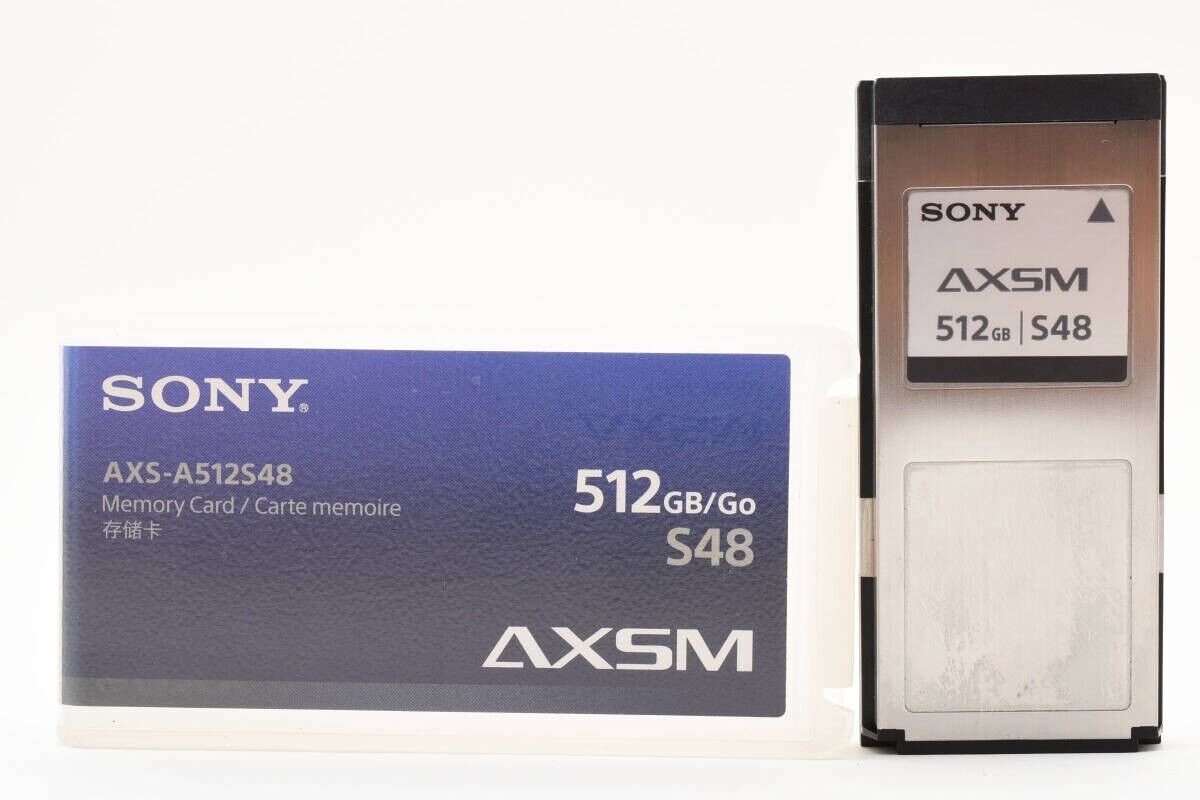 SONY®
AXS-A512S48
Memory Card / Carte memoire
存储卡
512GB/Go
S48
AXSM
SONY
AXSM
512GB | S48